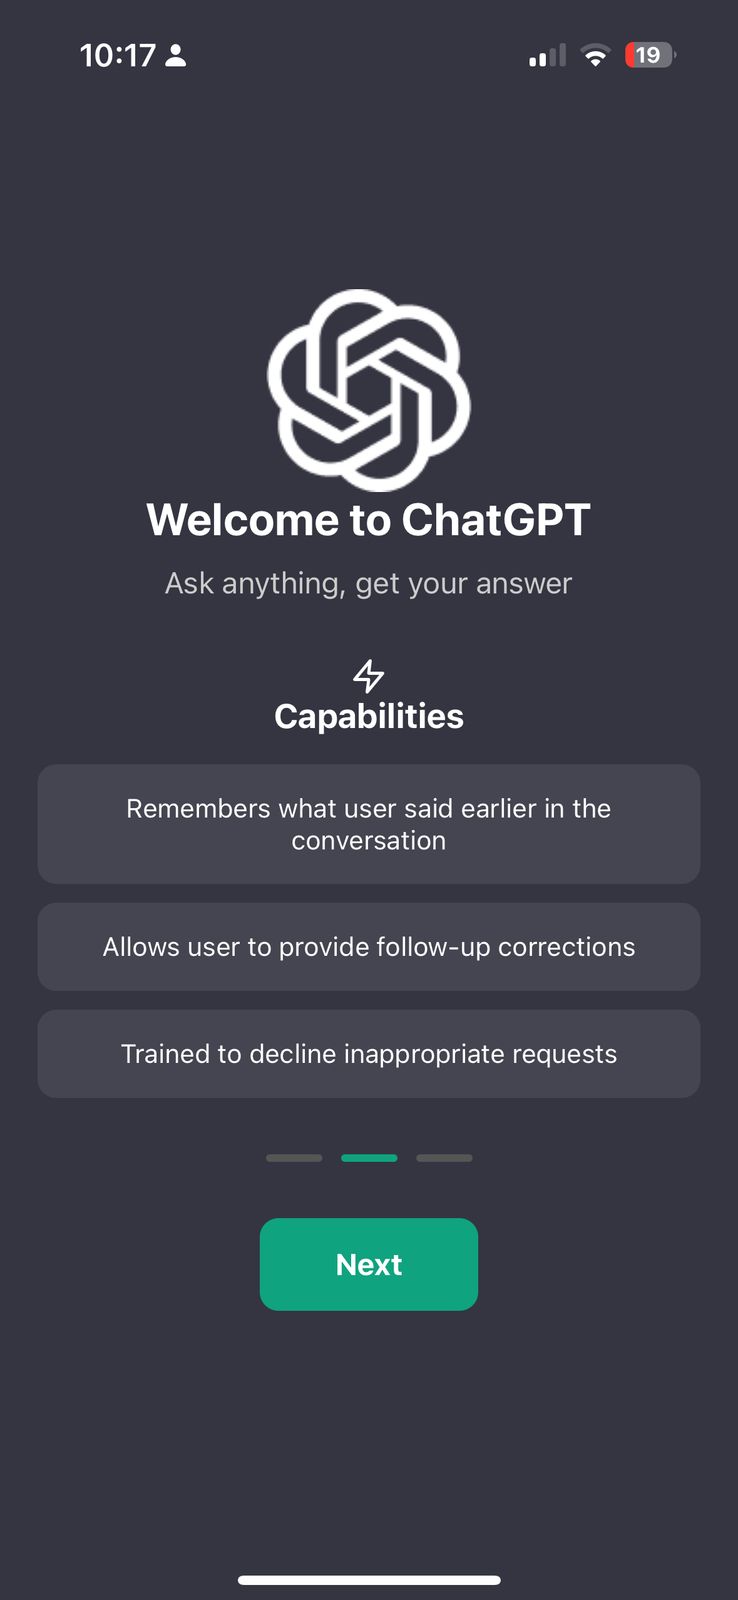 10:17
19
Welcome to ChatGPT
Ask anything, get your answer
Capabilities
Remembers what user said earlier in the
conversation
Allows user to provide follow-up corrections
Trained to decline inappropriate requests
Next